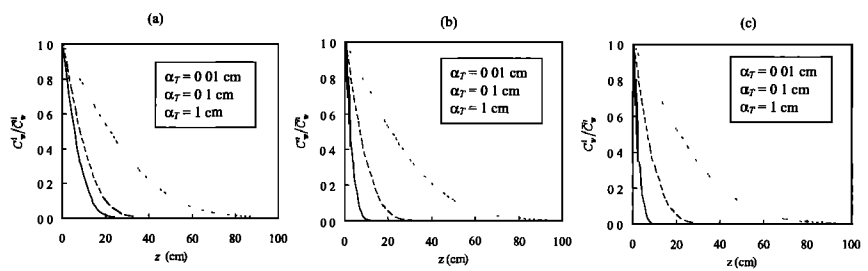 (a)
1 0
0.8
0 6
0 4
0 2
0 0
0
20
40
60
80
100
z (cm)
α_T = 0 01 cm
α_T = 0 1 cm
α_T = 1 cm
(b)
1 0
0.8
0 6
0 4
0 2
0 0
0
20
40
60
80
100
z (cm)
α_T = 0 01 cm
α_T = 0 1 cm
α_T = 1 cm
(c)
1 0
0.8
0 6
0 4
0 2
0 0
0
20
40
60
80
100
z (cm)
α_T = 0 01 cm
α_T = 0 1 cm
α_T = 1 cm